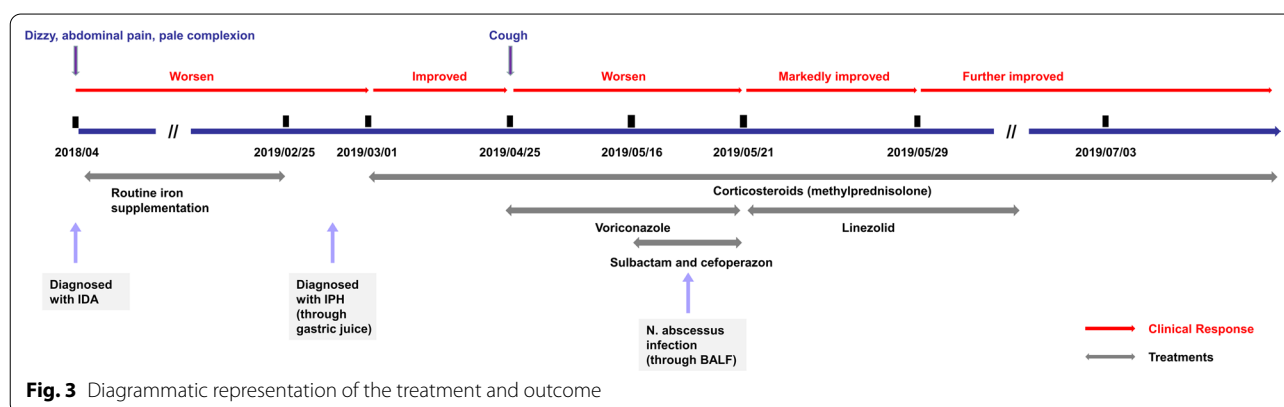 Dizzy, abdominal pain, pale complexion
Cough
Worsen
Improved
Worsen
Markedly improved
Further improved
//
//
2018/04
2019/02/25
2019/03/01
2019/04/25
2019/05/16
2019/05/21
2019/05/29
2019/07/03
Routine iron
supplementation
Corticosteroids (methylprednisolone)
Voriconazole
Linezolid
Sulbactam and cefoperazon
Diagnosed
with IDA
Diagnosed
with IPH
(through
gastric juice)
N. abscessus
infection
(through BALF)
Clinical Response
Treatments
Fig. 3 Diagrammatic representation of the treatment and outcome